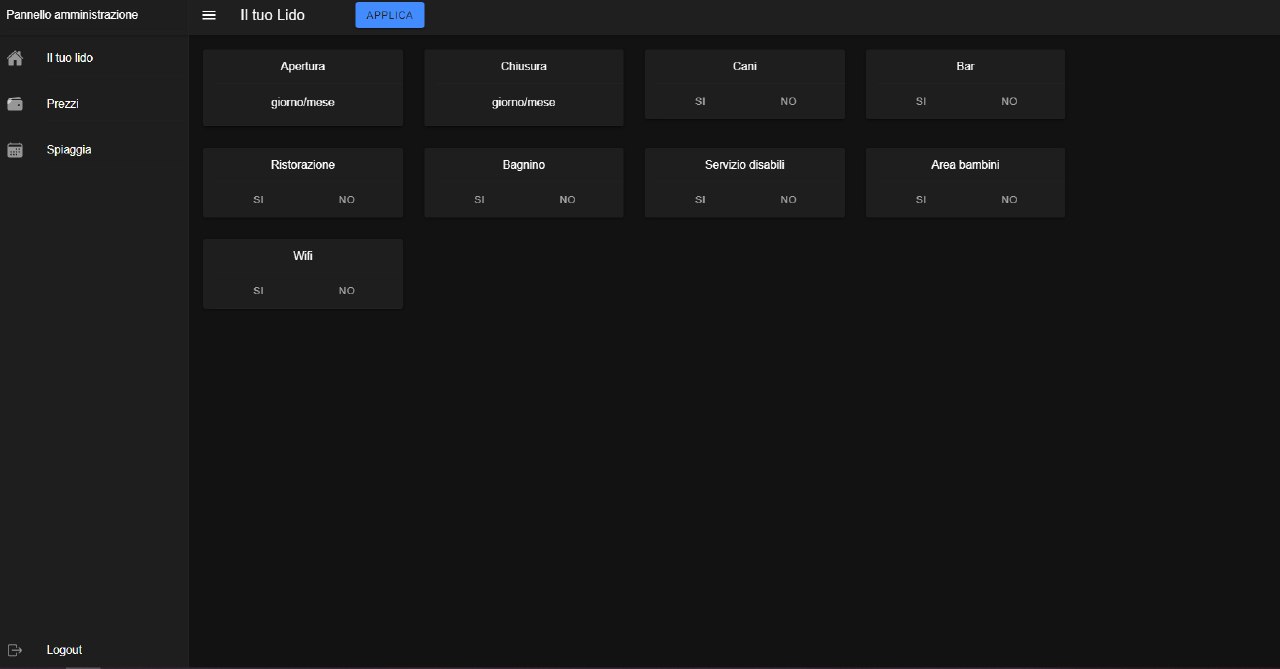 Pannello amministrazione
Il tuo lido
Prezzi
Spiaggia
Logout
Il tuo Lido
APPLICA
Apertura
giorno/mese
Chiusura
giorno/mese
Cani
SI NO
Bar
SI NO
Ristorazione
SI NO
Bagnino
SI NO
Servizio disabili
SI NO
Area bambini
SI NO
Wifi
SI NO